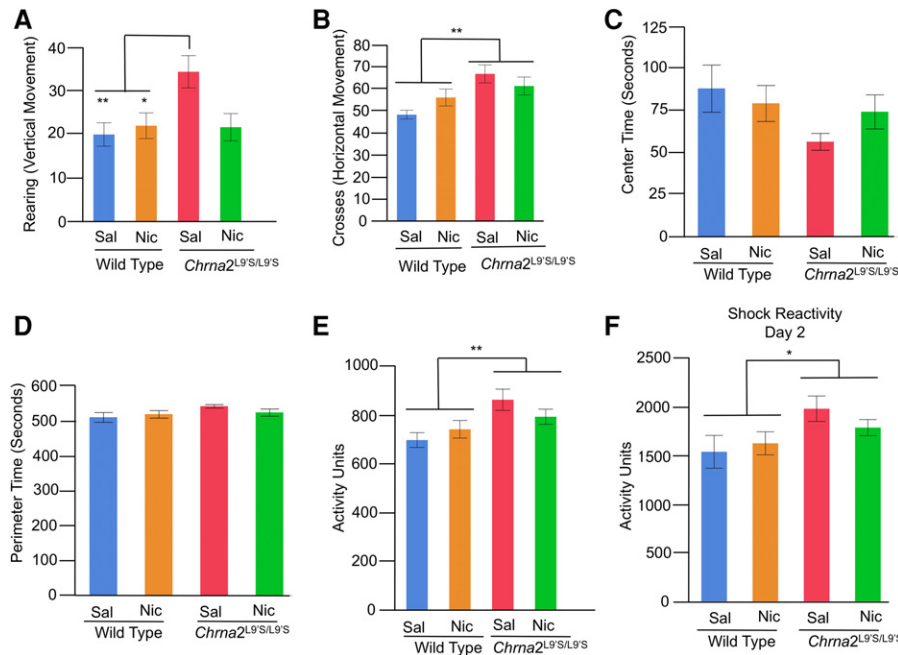 A
Rearing (Vertical Movement)
40
30
20
10
0
**
*
Sal
Nic
Sal
Nic
Wild Type
Chrna2L9'S/L9'S
B
Crosses (Horizontal Movement)
80
70
60
50
40
30
20
10
0
**
Sal
Nic
Sal
Nic
Wild Type
Chrna2L9'S/L9'S
C
Center Time (Seconds)
125
100
75
50
25
0
Sal
Nic
Sal
Nic
Wild Type
Chrna2L9'S/L9'S
D
Perimeter Time (Seconds)
600
500
400
300
200
100
0
Sal
Nic
Sal
Nic
Wild Type
Chrna2L9'S/L9'S
E
Activity Units
1000
800
600
400
200
0
**
Sal
Nic
Sal
Nic
Wild Type
Chrna2L9'S/L9'S
F
Shock Reactivity
Day 2
Activity Units
2500
2000
1500
1000
500
0
*
Sal
Nic
Sal
Nic
Wild Type
Chrna2L9'S/L9'S